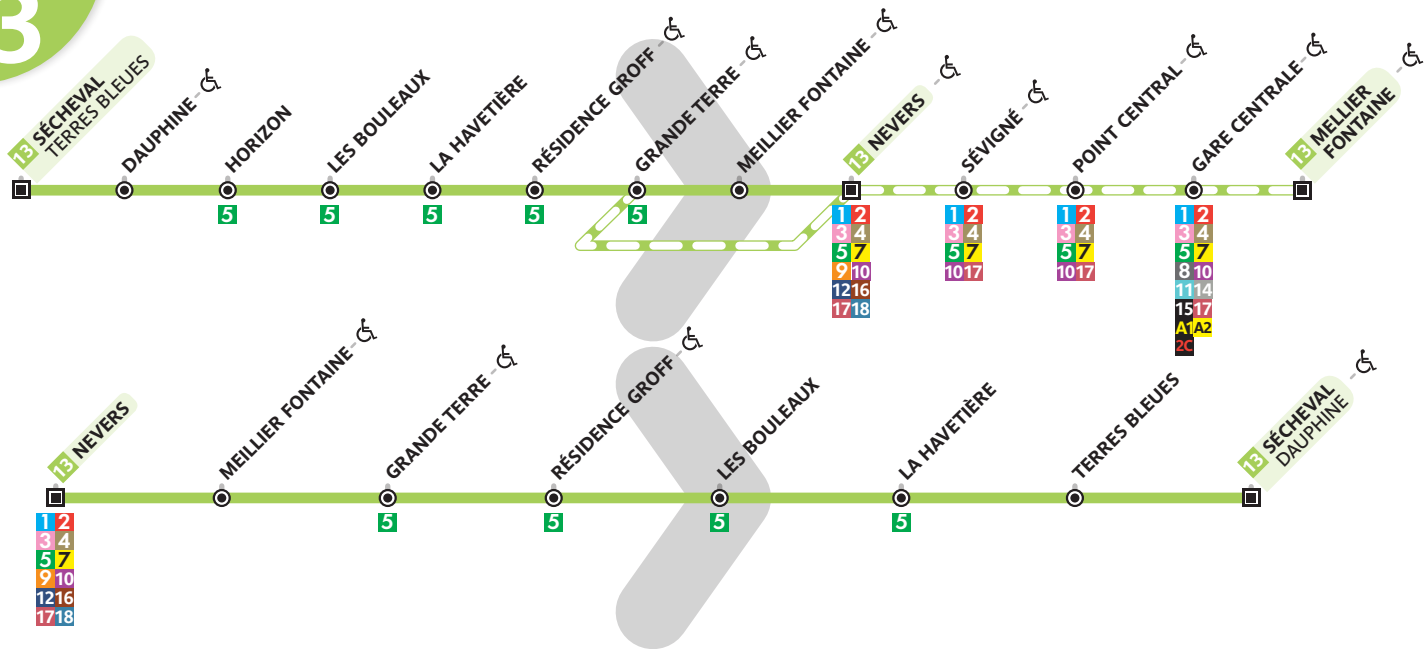 3
13 SÉCHEVAL
TERRES BLEUES
DAUPHINE
HORIZON
LES BOULEAUX
LA HAVETIÈRE
RÉSIDENCE GROFF
GRANDE TERRE
MEILLIER FONTAINE
13 NEVERS
SÉVIGNÉ
POINT CENTRAL
GARE CENTRALE
13 MELLIER
FONTAINE
5
5
5
5
5
1 2
3 4
5 7
9 10
12 16
17 18
1 2
3 4
5 7
10 17
1 2
3 4
5 7
10 17
1 2
3 4
5 7
8 10
11 14
15 17
A1 A2
2C
13 NEVERS
MEILLIER FONTAINE
GRANDE TERRE
RÉSIDENCE GROFF
LES BOULEAUX
LA HAVETIÈRE
TERRES BLEUES
13 SÉCHEVAL
DAUPHINE
1 2
3 4
5 7
9 10
12 16
17 18
5
5
5
5